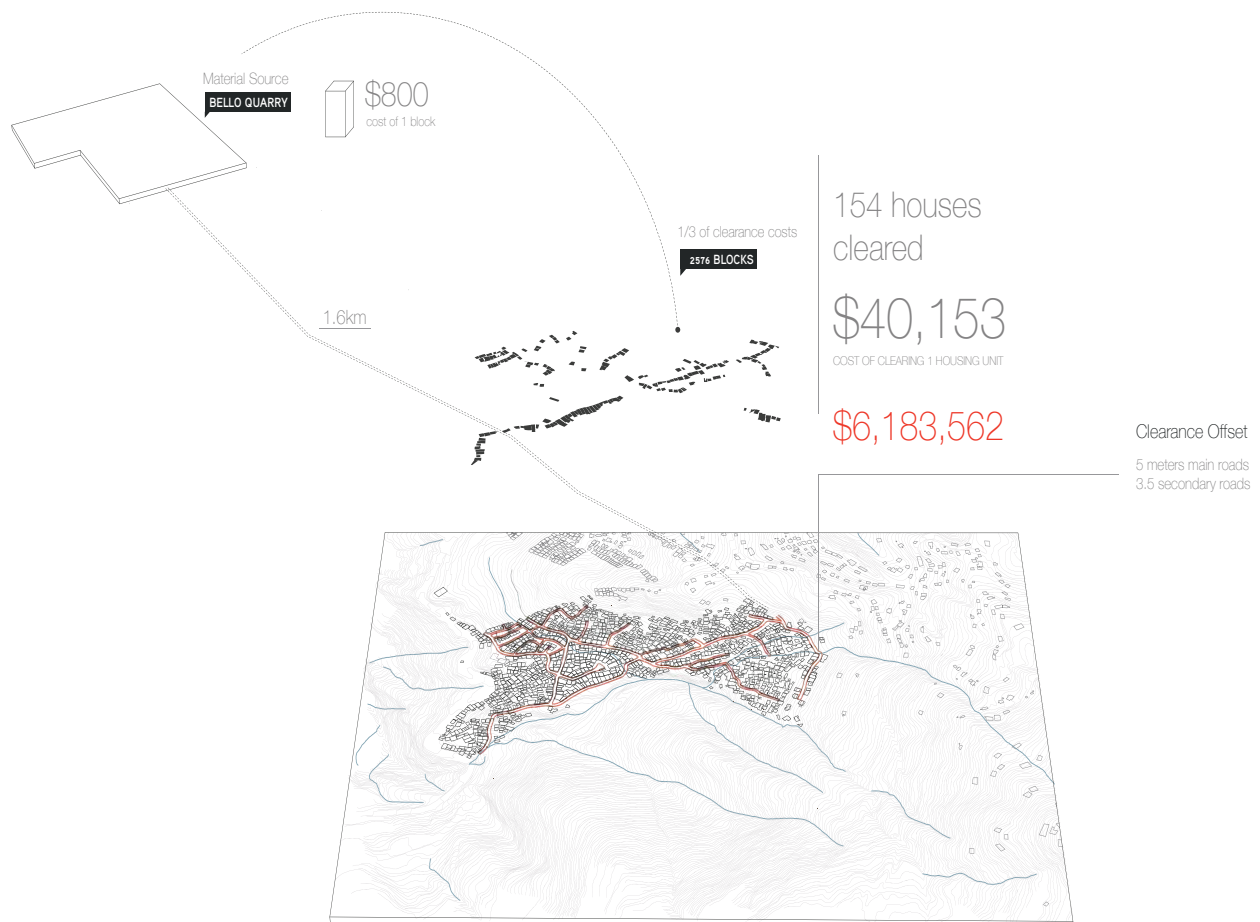 Material Source
BELLO QUARRY
$800
cost of 1 block
1/3 of clearance costs
2576 BLOCKS
1.6km
154 houses
cleared
$40,153
COST OF CLEARING 1 HOUSING UNIT
$6,183,562
Clearance Offset
5 meters main roads
3.5 secondary roads